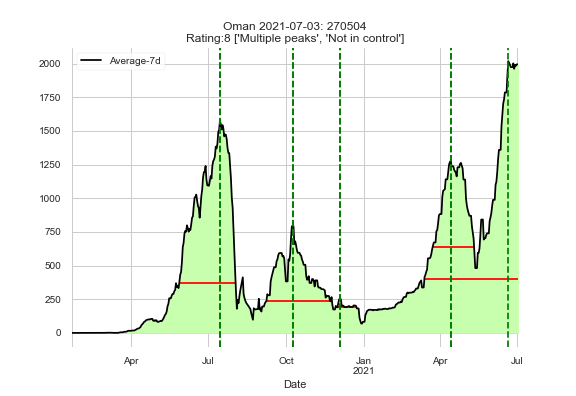 Oman 2021-07-03: 270504
Rating:8 ['Multiple peaks', 'Not in control']
Average-7d
2000
1750
1500
1250
1000
750
500
250
0
Apr
Jul
Oct
Jan
2021
Apr
Jul
Date